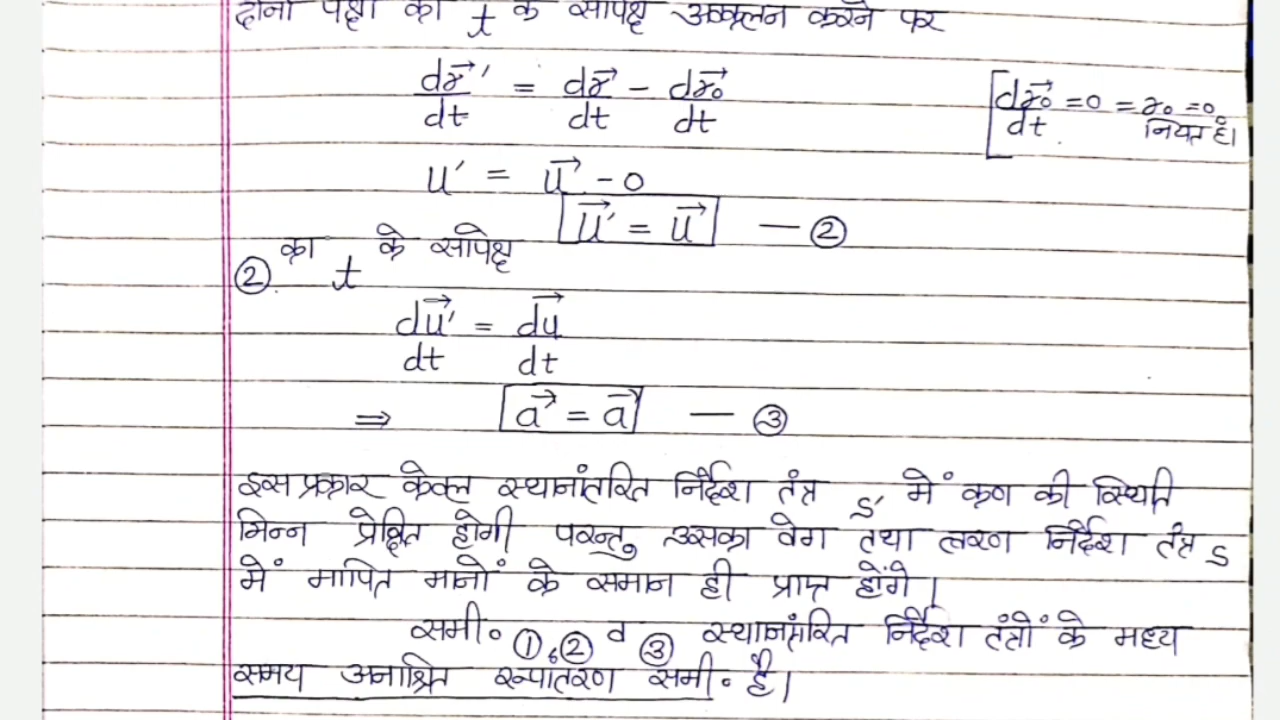 दोनो पक्षो का t के सापेक्ष अवकलन करने पर
dr⃗'/dt = dr⃗/dt - dr⃗₀/dt
[dr⃗₀/dt = 0 = r₀ = 0 नियत है।
u' = u⃗ - 0
u⃗' = u⃗ — ②
② का t के सापेक्ष
du⃗'/dt = du⃗/dt
⇒ a⃗' = a⃗ — ③
इस प्रकार केवल स्थानांतरित निर्देश तंत्र S' में कण की स्थिति
भिन्न प्रेक्षित होगी परन्तु उसका वेग तथा त्वरण निर्देश तंत्र S
में मापित मानों के समान ही प्राप्त होंगे।
समी॰ ①, ② व ③ स्थानांतरित निर्देश तंत्रों के मध्य
समय अनाश्रित रूपांतरण समी॰ है।